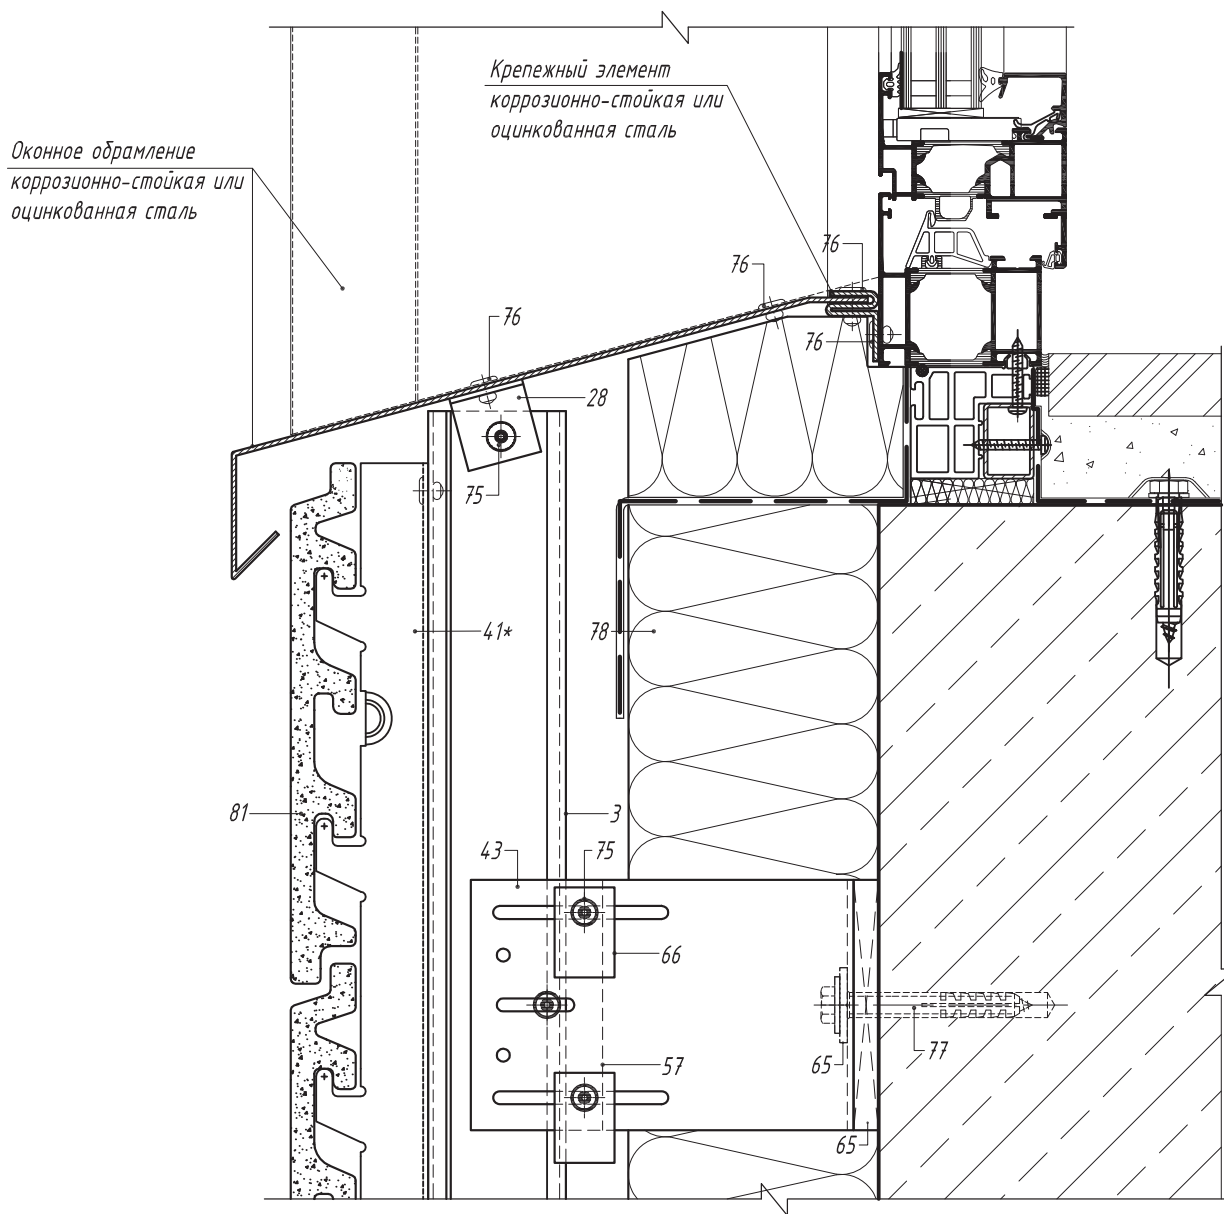 Крепежный элемент
коррозионно-стойкая или
оцинкованная сталь
Оконное обрамление
коррозионно-стойкая или
оцинкованная сталь
76
76
76
76
28
75
41*
78
81
3
43
75
66
57
65
77
65